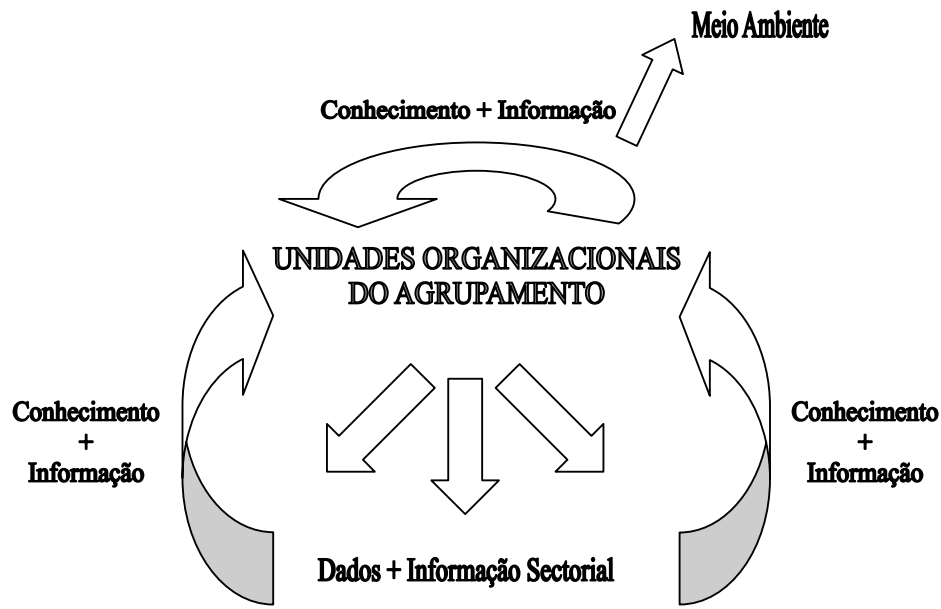 Meio Ambiente
Conhecimento + Informação
UNIDADES ORGANIZACIONAIS
DO AGRUPAMENTO
Conhecimento
+
Informação
Conhecimento
+
Informação
Dados + Informação Sectorial